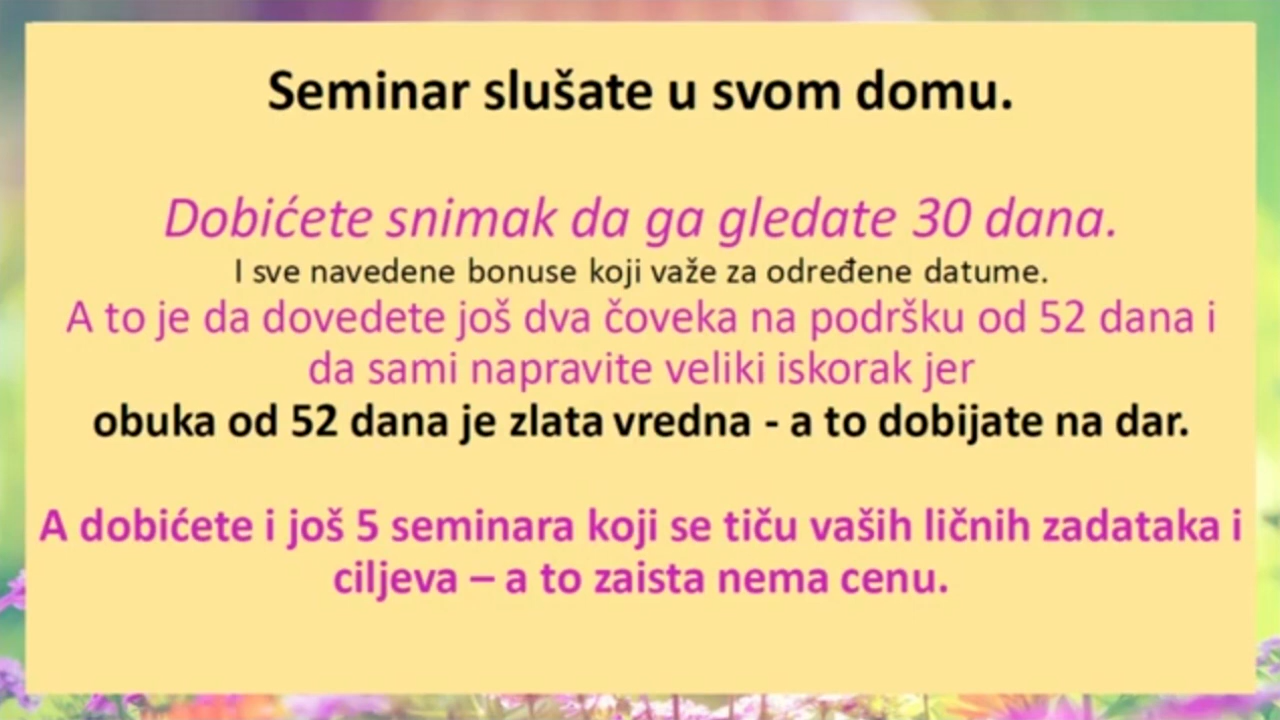 Seminar slušate u svom domu.
Dobićete snimak da ga gledate 30 dana.
I sve navedene bonuse koji važe za određene datume.
A to je da dovedete još dva čoveka na podršku od 52 dana i
da sami napravite veliki iskorak jer
obuka od 52 dana je zlata vredna - a to dobijate na dar.
A dobićete i još 5 seminara koji se tiču vaših ličnih zadataka i
ciljeva – a to zaista nema cenu.